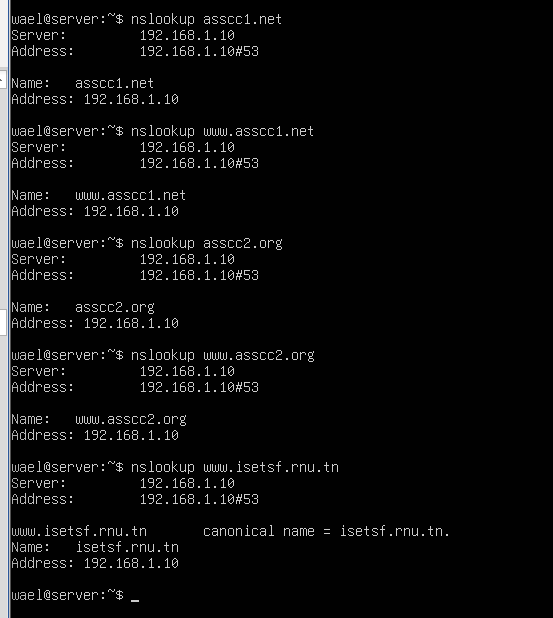 wael@server:~$ nslookup asscc1.net
Server:         192.168.1.10
Address:        192.168.1.10#53
Name:   asscc1.net
Address: 192.168.1.10
wael@server:~$ nslookup www.asscc1.net
Server:         192.168.1.10
Address:        192.168.1.10#53
Name:   www.asscc1.net
Address: 192.168.1.10
wael@server:~$ nslookup asscc2.org
Server:         192.168.1.10
Address:        192.168.1.10#53
Name:   asscc2.org
Address: 192.168.1.10
wael@server:~$ nslookup www.asscc2.org
Server:         192.168.1.10
Address:        192.168.1.10#53
Name:   www.asscc2.org
Address: 192.168.1.10
wael@server:~$ nslookup www.isetsf.rnu.tn
Server:         192.168.1.10
Address:        192.168.1.10#53
www.isetsf.rnu.tn       canonical name = isetsf.rnu.tn.
Name:   isetsf.rnu.tn
Address: 192.168.1.10
wael@server:~$ _